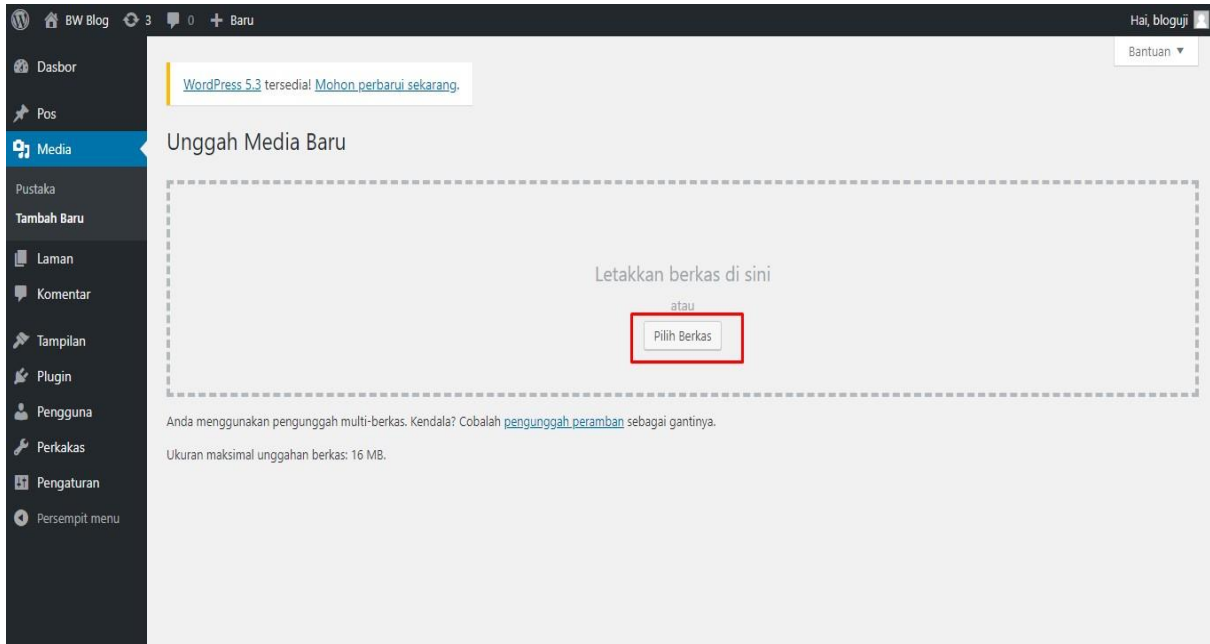 BW Blog 3 0 + Baru Hai, bloguji
Bantuan ▼
Dasbor
Pos
Media
Pustaka
Tambah Baru
Laman
Komentar
Tampilan
Plugin
Pengguna
Perkakas
Pengaturan
Persempit menu
WordPress 5.3 tersedia! Mohon perbarui sekarang.
Unggah Media Baru
Letakkan berkas di sini
atau
Pilih Berkas
Anda menggunakan pengunggah multi-berkas. Kendala? Cobalah pengunggah peramban sebagai gantinya.
Ukuran maksimal unggahan berkas: 16 MB.